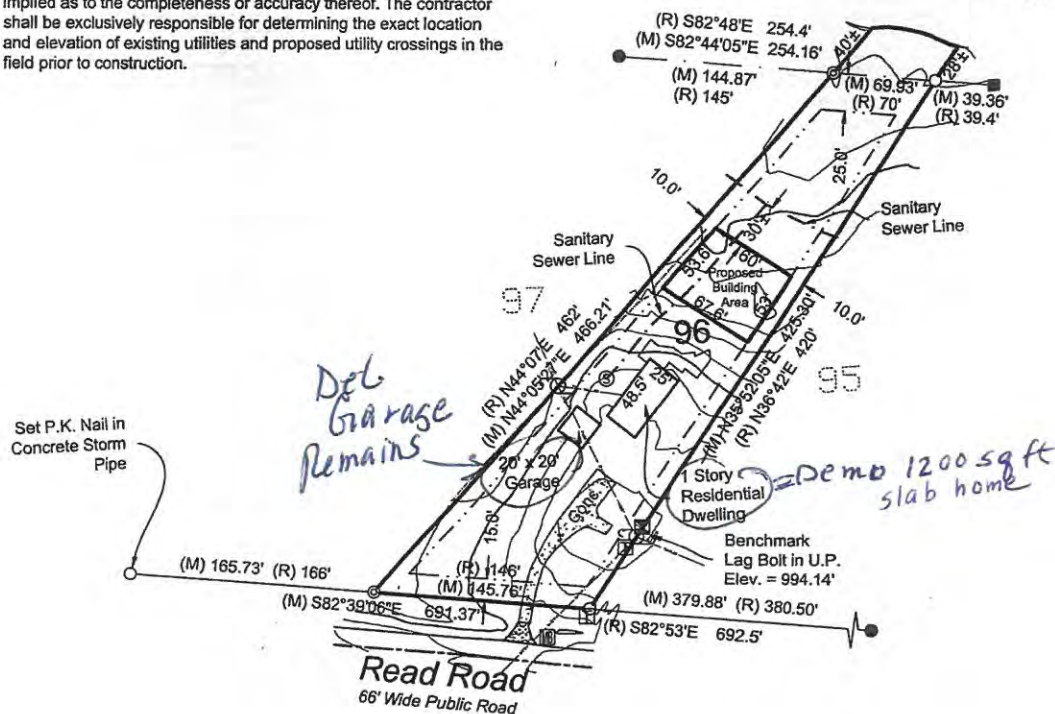 implied as to the completeness or accuracy thereof. The contractor
shall be exclusively responsible for determining the exact location
and elevation of existing utilities and proposed utility crossings in the
field prior to construction.
(R) S82°48'E 254.4'
(M) S82°44'05"E 254.16'
40'±
28'±
(M) 144.87'
(R) 145'
(M) 69.93'
(R) 70'
(M) 39.36'
(R) 39.4'
25.0'
10.0'
Sanitary
Sewer Line
Sanitary
Sewer Line
30'±
53.6'
60'
Proposed
Building
Area
67.6'
53'
10.0'
97
96
95
(R) N44°07'E 462'
(M) N44°05'27"E 466.21'
(M) N35°52'05"E 425.30'
(R) N36°42'E 420'
48.5'
25'
Det
Garage
Remains
Set P.K. Nail in
Concrete Storm
Pipe
20' x 20'
Garage
1 Story
Residential
Dwelling
=Demo 1200 sq ft
slab home
Conc.
15.0'
Benchmark
Lag Bolt in U.P.
Elev. = 994.14'
(M) 165.73' (R) 166'
(R) 146'
(M) 145.76'
(M) 379.88' (R) 380.50'
(M) S82°39'06"E 691.37'
(R) S82°53'E 692.5'
Read Road
66' Wide Public Road